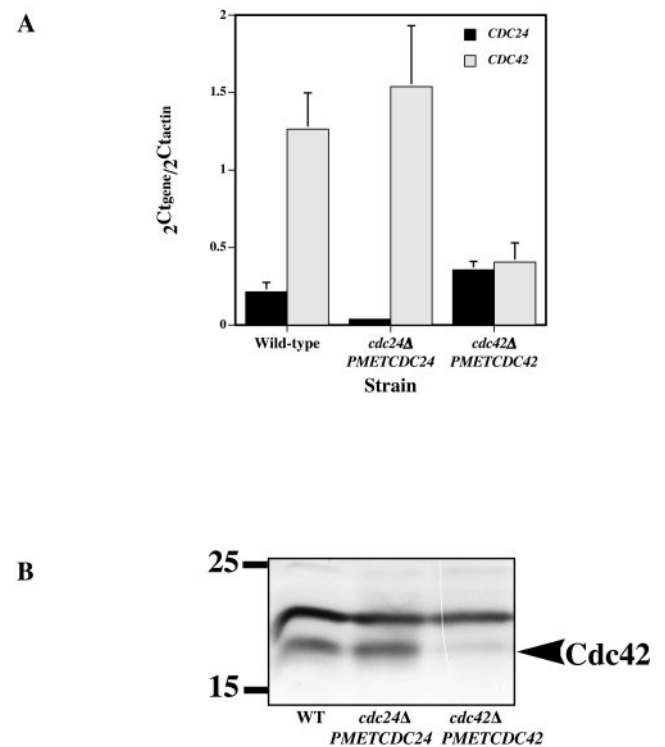 A
2
1.5
1
0.5
0
2Ctgene/2Ctactin
CDC24
CDC42
Wild-type
cdc24Δ
PMETCDC24
cdc42Δ
PMETCDC42
Strain
B
25
15
Cdc42
WT
cdc24Δ
PMETCDC24
cdc42Δ
PMETCDC42